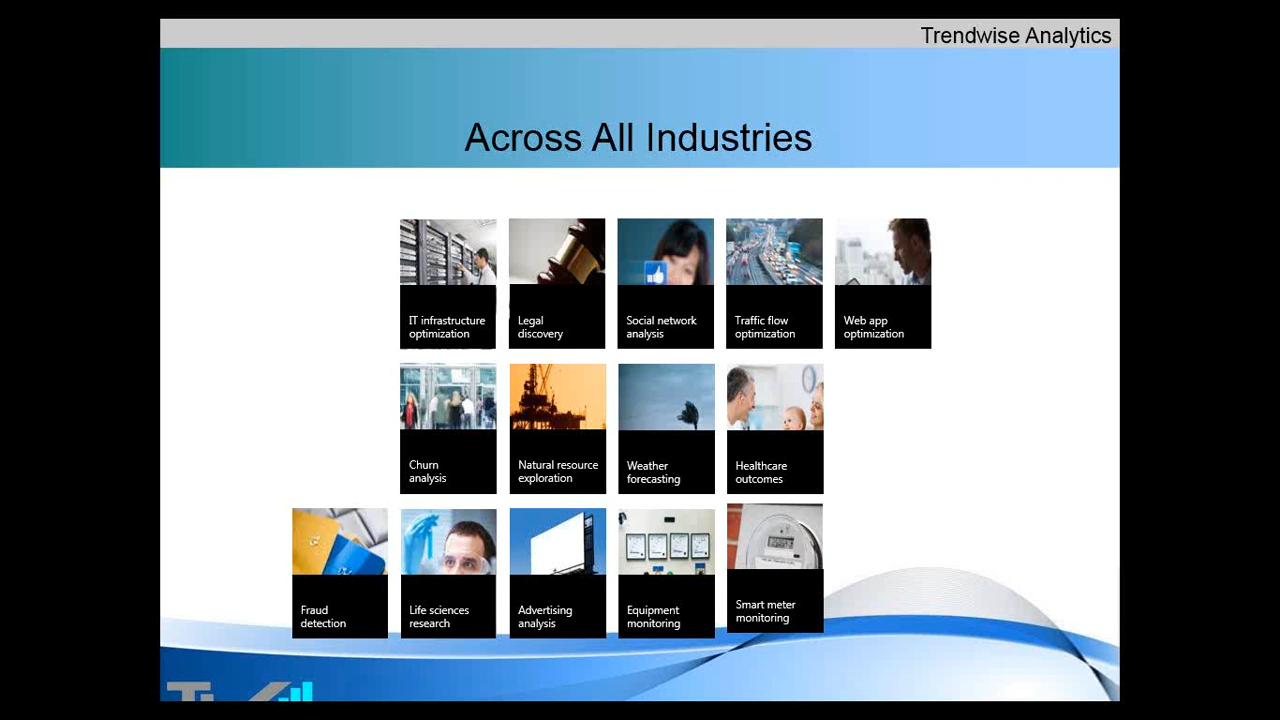 Trendwise Analytics
Across All Industries
IT infrastructure
optimization
Legal
discovery
Social network
analysis
Traffic flow
optimization
Web app
optimization
Churn
analysis
Natural resource
exploration
Weather
forecasting
Healthcare
outcomes
Fraud
detection
Life sciences
research
Advertising
analysis
Equipment
monitoring
Smart meter
monitoring